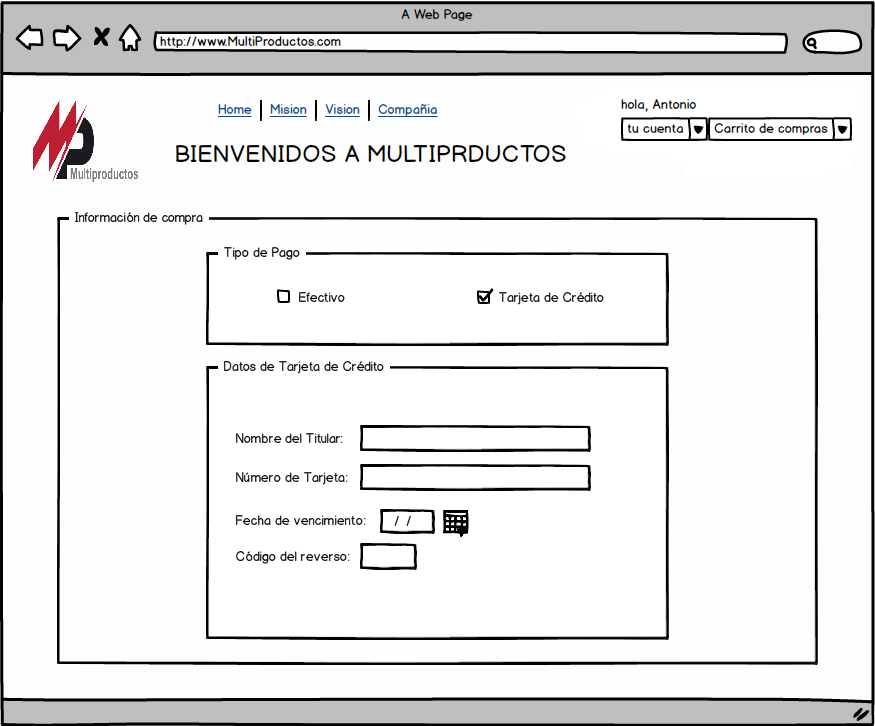 A Web Page
http://www.MultiProductos.com
Home Mision Vision Compañia
hola, Antonio
tu cuenta Carrito de compras
MP
Multiproductos
BIENVENIDOS A MULTIPRDUCTOS
Información de compra
Tipo de Pago
Efectivo Tarjeta de Crédito
Datos de Tarjeta de Crédito
Nombre del Titular:
Número de Tarjeta:
Fecha de vencimiento: / /
Código del reverso: